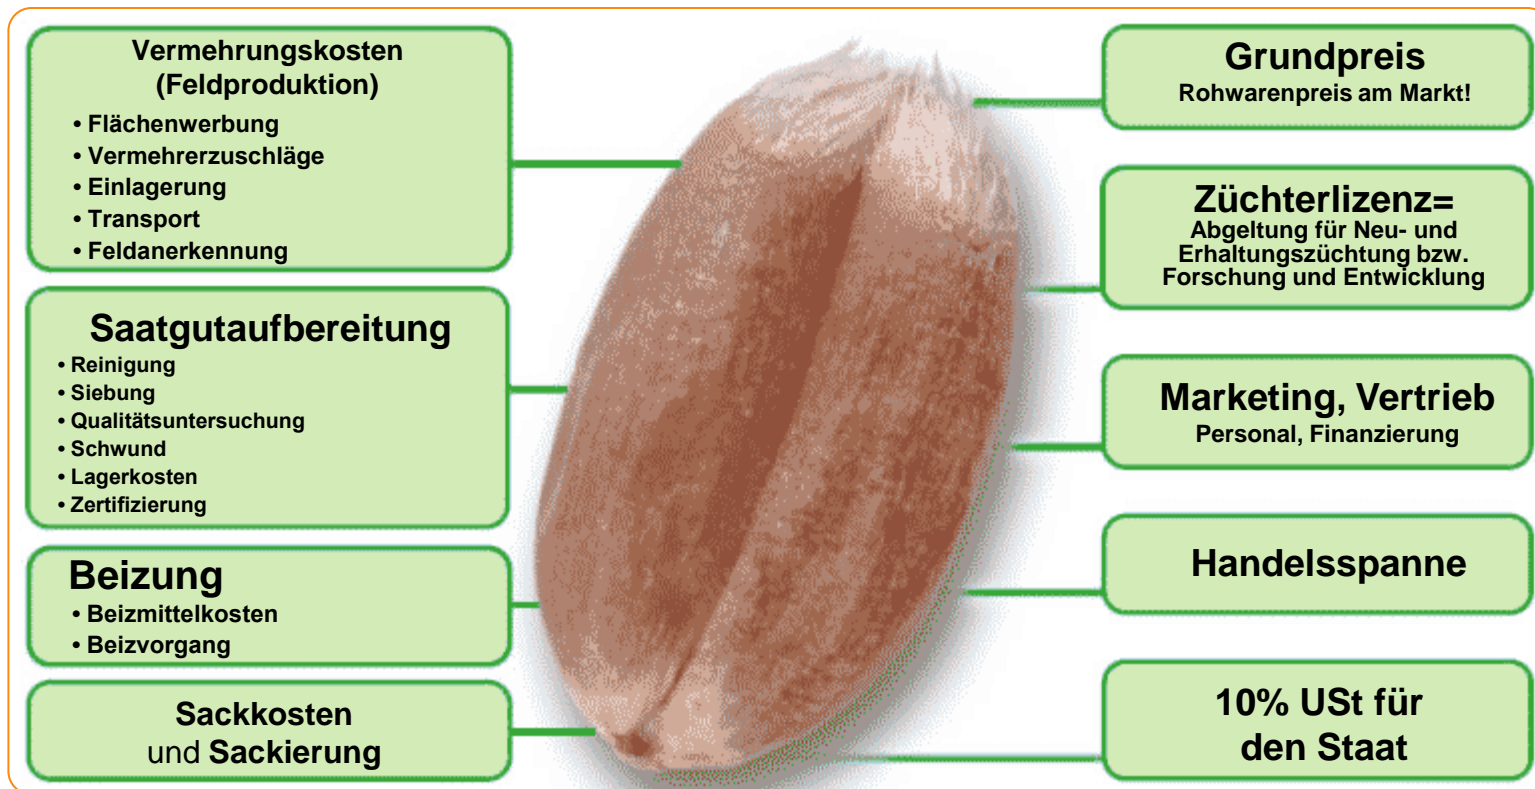 Vermehrungskosten
(Feldproduktion)
• Flächenwerbung
• Vermehrerzuschläge
• Einlagerung
• Transport
• Feldanerkennung
Saatgutaufbereitung
• Reinigung
• Siebung
• Qualitätsuntersuchung
• Schwund
• Lagerkosten
• Zertifizierung
Beizung
• Beizmittelkosten
• Beizvorgang
Sackkosten
und Sackierung
Grundpreis
Rohwarenpreis am Markt!
Züchterlizenz=
Abgeltung für Neu- und
Erhaltungszüchtung bzw.
Forschung und Entwicklung
Marketing, Vertrieb
Personal, Finanzierung
Handelsspanne
10% USt für
den Staat